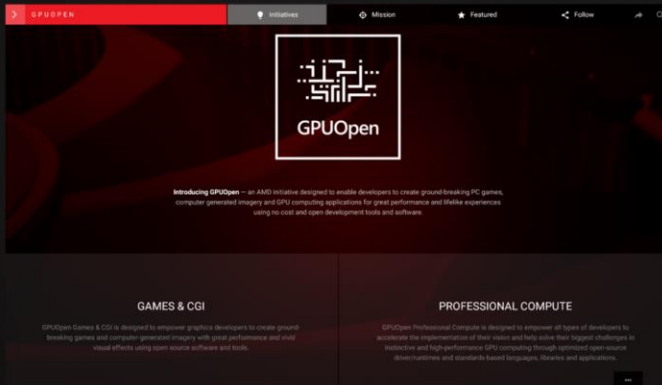 GPUOPEN
Initiatives
Mission
Featured
Follow
GPUOpen
Introducing GPUOpen — an AMD initiative designed to enable developers to create ground-breaking PC games,
computer generated imagery and GPU computing applications for great performance and lifelike experiences
using no cost and open development tools and software.
GAMES & CGI
GPUOpen Games & CGI is designed to empower graphics developers to create ground-
breaking games and computer-generated imagery with great performance and vivid
visual effects using open source software and tools.
PROFESSIONAL COMPUTE
GPUOpen Professional Compute is designed to empower all types of developers to
accelerate the implementation of their vision and help solve their biggest challenges in
instinctive and high-performance GPU computing through optimized open-source
driver/runtimes and standards-based languages, libraries and applications.